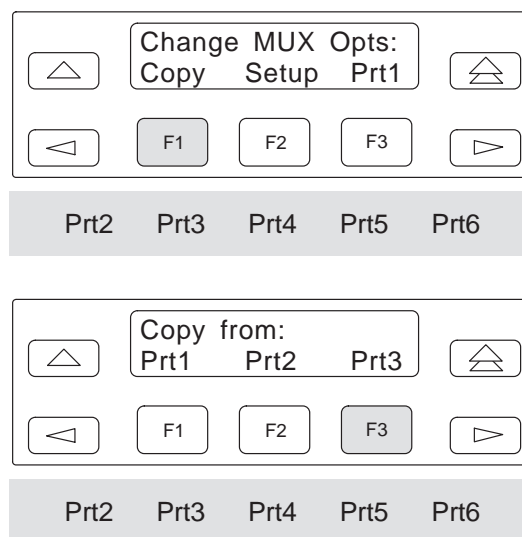 Change MUX Opts:
Copy Setup Prt1
F1 F2 F3
Prt2 Prt3 Prt4 Prt5 Prt6
Copy from:
Prt1 Prt2 Prt3
F1 F2 F3
Prt2 Prt3 Prt4 Prt5 Prt6